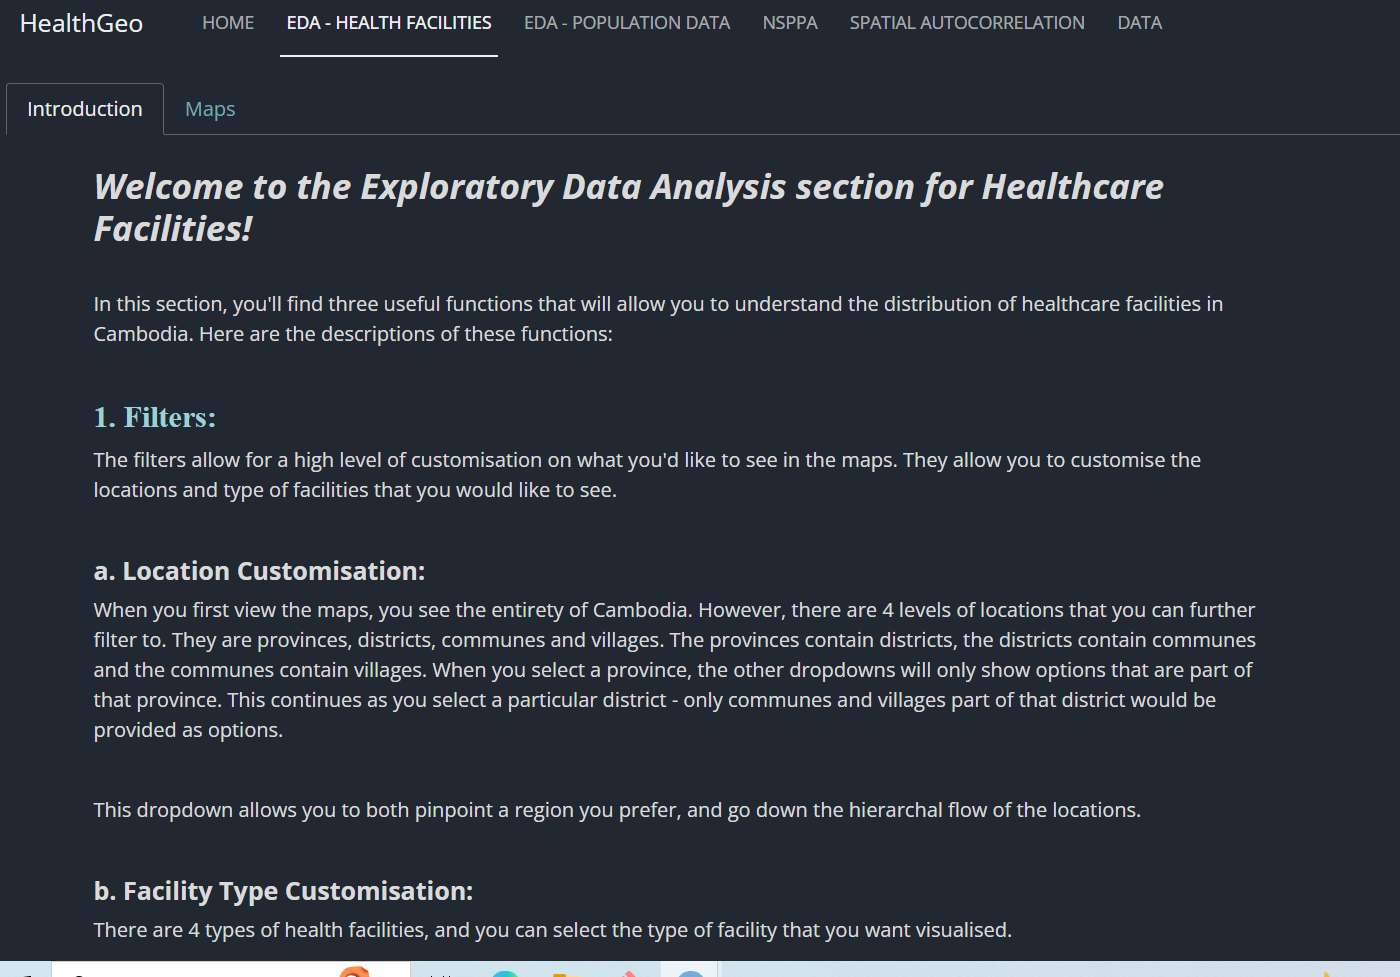 HealthGeo
HOME
EDA - HEALTH FACILITIES
EDA - POPULATION DATA
NSPPA
SPATIAL AUTOCORRELATION
DATA
Introduction
Maps
Welcome to the Exploratory Data Analysis section for Healthcare
Facilities!
In this section, you'll find three useful functions that will allow you to understand the distribution of healthcare facilities in
Cambodia. Here are the descriptions of these functions:
1. Filters:
The filters allow for a high level of customisation on what you'd like to see in the maps. They allow you to customise the
locations and type of facilities that you would like to see.
a. Location Customisation:
When you first view the maps, you see the entirety of Cambodia. However, there are 4 levels of locations that you can further
filter to. They are provinces, districts, communes and villages. The provinces contain districts, the districts contain communes
and the communes contain villages. When you select a province, the other dropdowns will only show options that are part of
that province. This continues as you select a particular district - only communes and villages part of that district would be
provided as options.
This dropdown allows you to both pinpoint a region you prefer, and go down the hierarchal flow of the locations.
b. Facility Type Customisation:
There are 4 types of health facilities, and you can select the type of facility that you want visualised.